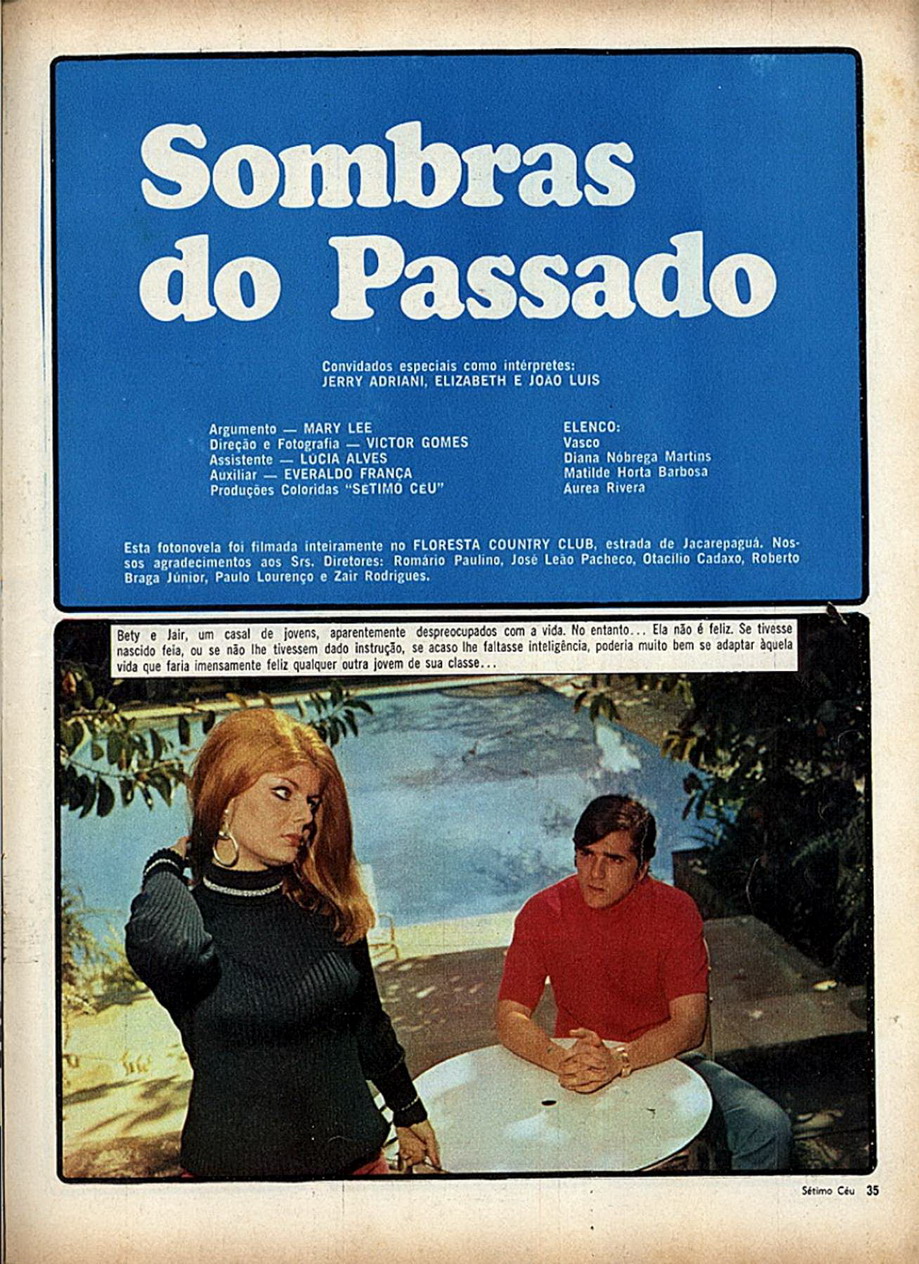 Sombras
do Passado
Convidados especiais como intérpretes:
JERRY ADRIANI, ELIZABETH E JOAO LUIS
Argumento — MARY LEE
Direção e Fotografia — VICTOR GOMES
Assistente — LÚCIA ALVES
Auxiliar — EVERALDO FRANÇA
Produções Coloridas "SÉTIMO CÉU"
ELENCO:
Vasco
Diana Nóbrega Martins
Matilde Horta Barbosa
Áurea Rivera
Esta fotonovela foi filmada inteiramente no FLORESTA COUNTRY CLUB, estrada de Jacarepaguá. Nos-
sos agradecimentos aos Srs. Diretores: Romário Paulino, José Leão Pacheco, Otacílio Cadaxo, Roberto
Braga Júnior, Paulo Lourenço e Zair Rodrigues.
Bety e Jair, um casal de jovens, aparentemente despreocupados com a vida. No entanto... Ela não é feliz. Se tivesse
nascido feia, ou se não lhe tivessem dado instrução, se acaso lhe faltasse inteligência, poderia muito bem se adaptar àquela
vida que faria imensamente feliz qualquer outra jovem de sua classe...
Sétimo Céu 35